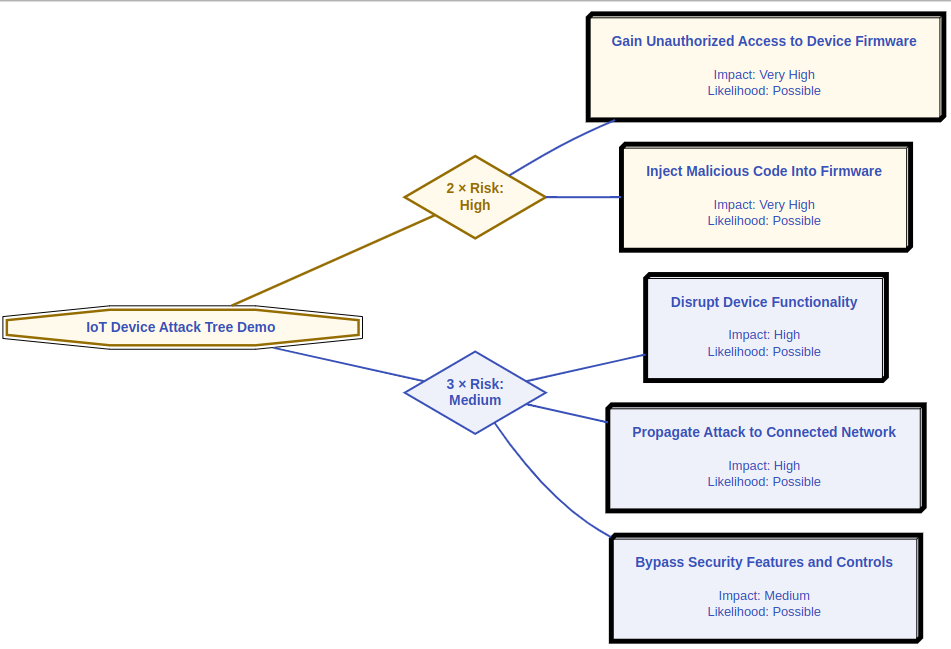 Gain Unauthorized Access to Device Firmware
Impact: Very High
Likelihood: Possible
2 × Risk:
High
Inject Malicious Code Into Firmware
Impact: Very High
Likelihood: Possible
IoT Device Attack Tree Demo
Disrupt Device Functionality
Impact: High
Likelihood: Possible
3 × Risk:
Medium
Propagate Attack to Connected Network
Impact: High
Likelihood: Possible
Bypass Security Features and Controls
Impact: Medium
Likelihood: Possible